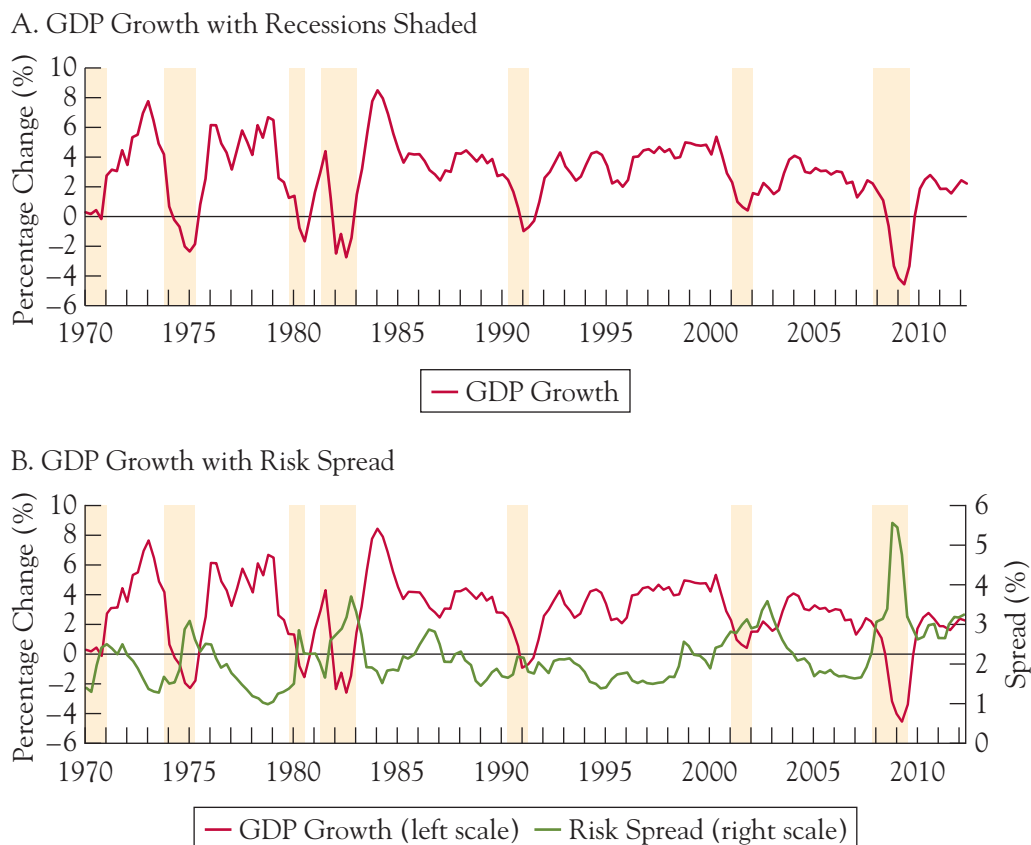 A. GDP Growth with Recessions Shaded
Percentage Change (%)
10
8
6
4
2
0
–2
–4
–6
1970 1975 1980 1985 1990 1995 2000 2005 2010
GDP Growth
B. GDP Growth with Risk Spread
Percentage Change (%)
10
8
6
4
2
0
–2
–4
–6
6
5
4
3
2
1
0
Spread (%)
1970 1975 1980 1985 1990 1995 2000 2005 2010
GDP Growth (left scale) Risk Spread (right scale)